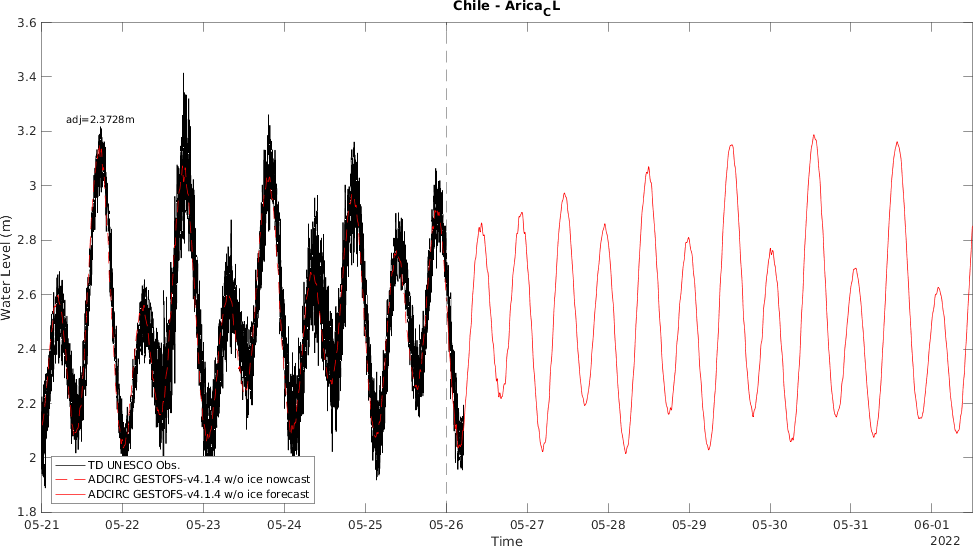 Chile - Arica_CL
3.6
3.4
3.2
3
2.8
2.6
2.4
2.2
2
1.8
Water Level (m)
adj=2.3728m
TD UNESCO Obs.
ADCIRC GESTOFS-v4.1.4 w/o ice nowcast
ADCIRC GESTOFS-v4.1.4 w/o ice forecast
05-21 05-22 05-23 05-24 05-25 05-26 05-27 05-28 05-29 05-30 05-31 06-01
Time
2022